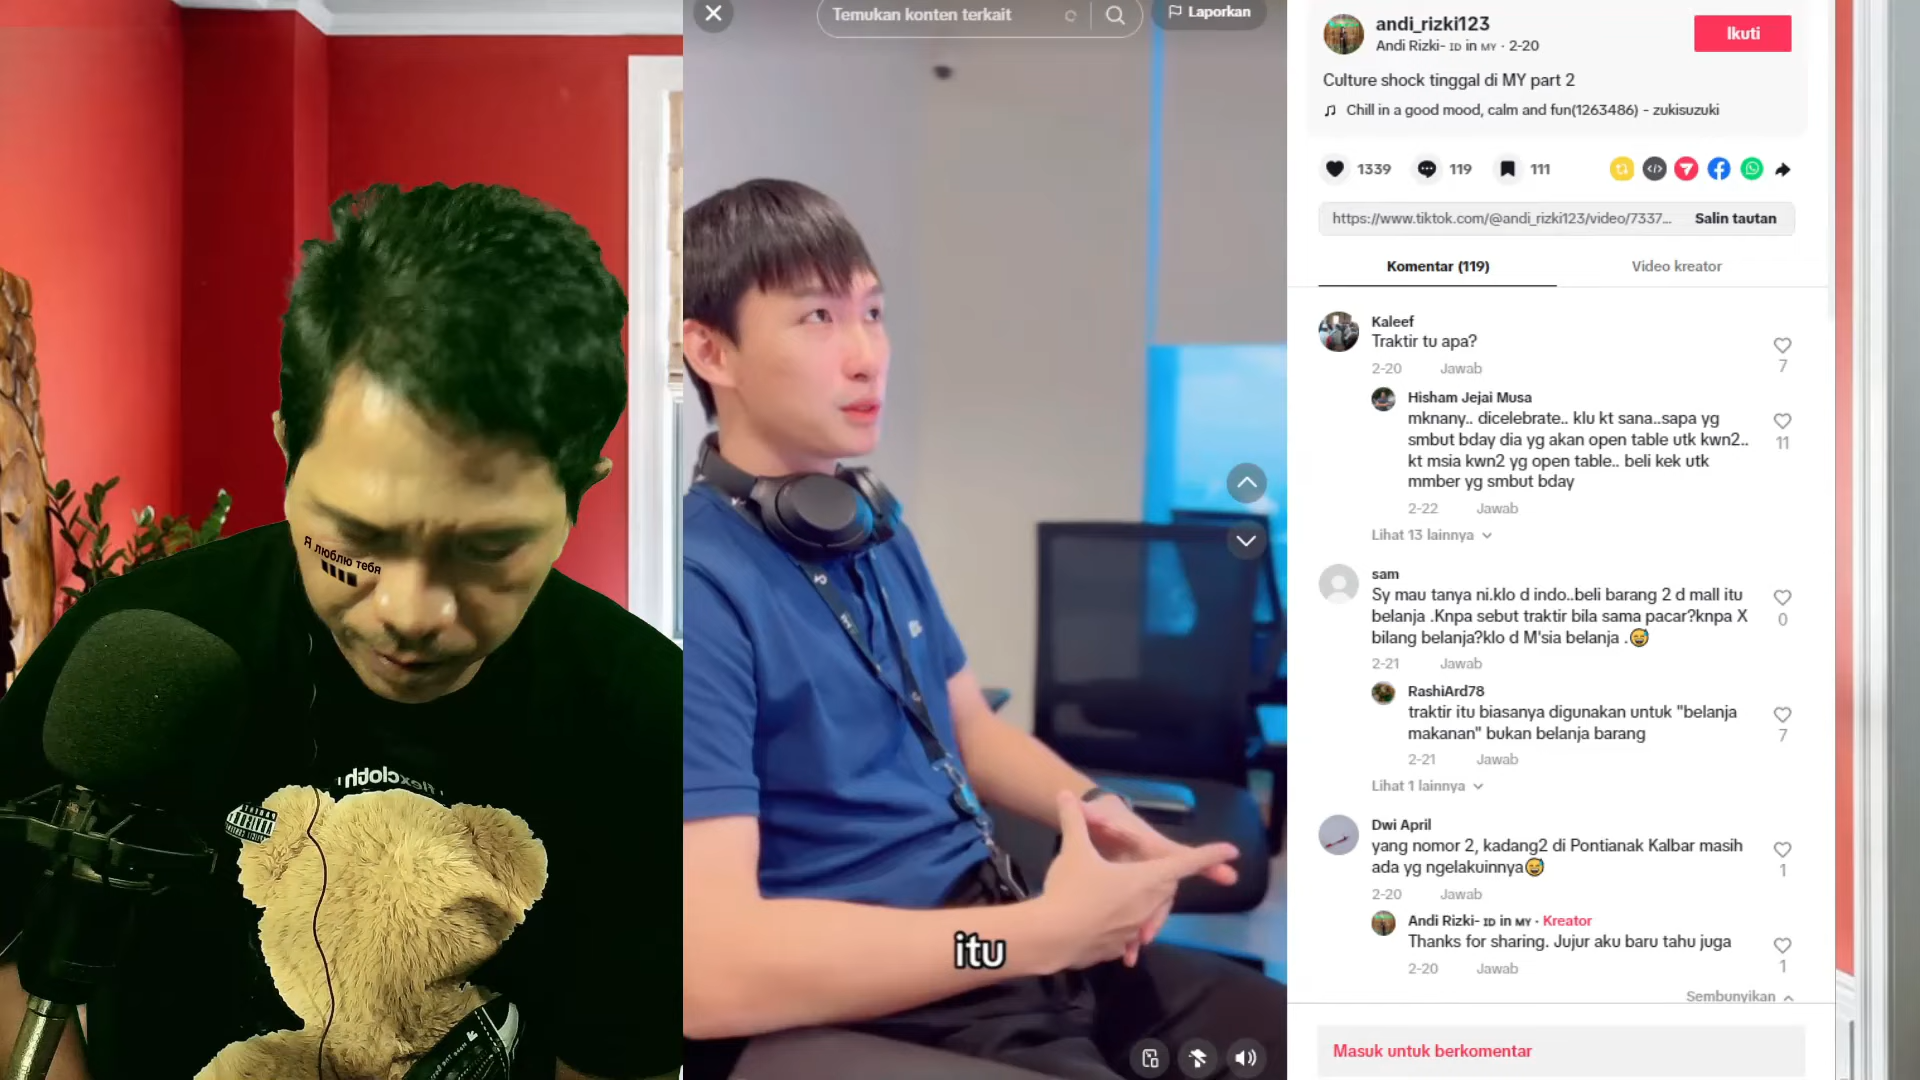 Temukan konten terkait
Laporkan
andi_rizki123
Andi Rizki- ɪᴅ in ᴍʏ · 2-20
Ikuti
Culture shock tinggal di MY part 2
Chill in a good mood, calm and fun(1263486) - zukisuzuki
1339
119
111
https://www.tiktok.com/@andi_rizki123/video/7337...
Salin tautan
Komentar (119)
Video kreator
Kaleef
Traktir tu apa?
7
2-20
Jawab
Hisham Jejai Musa
mknany.. dicelebrate.. klu kt sana..sapa yg
smbut bday dia yg akan open table utk kwn2..
kt msia kwn2 yg open table.. beli kek utk
mmber yg smbut bday
11
2-22
Jawab
Lihat 13 lainnya
sam
Sy mau tanya ni.klo d indo..beli barang 2 d mall itu
belanja .Knpa sebut traktir bila sama pacar?knpa X
bilang belanja?klo d M'sia belanja .😅
0
2-21
Jawab
RashiArd78
traktir itu biasanya digunakan untuk "belanja
makanan" bukan belanja barang
7
2-21
Jawab
Lihat 1 lainnya
Dwi April
yang nomor 2, kadang2 di Pontianak Kalbar masih
ada yg ngelakuinnya😅
1
2-20
Jawab
Andi Rizki- ɪᴅ in ᴍʏ · Kreator
Thanks for sharing. Jujur aku baru tahu juga
1
2-20
Jawab
Sembunyikan
Masuk untuk berkomentar
itu
Я люблю тебя